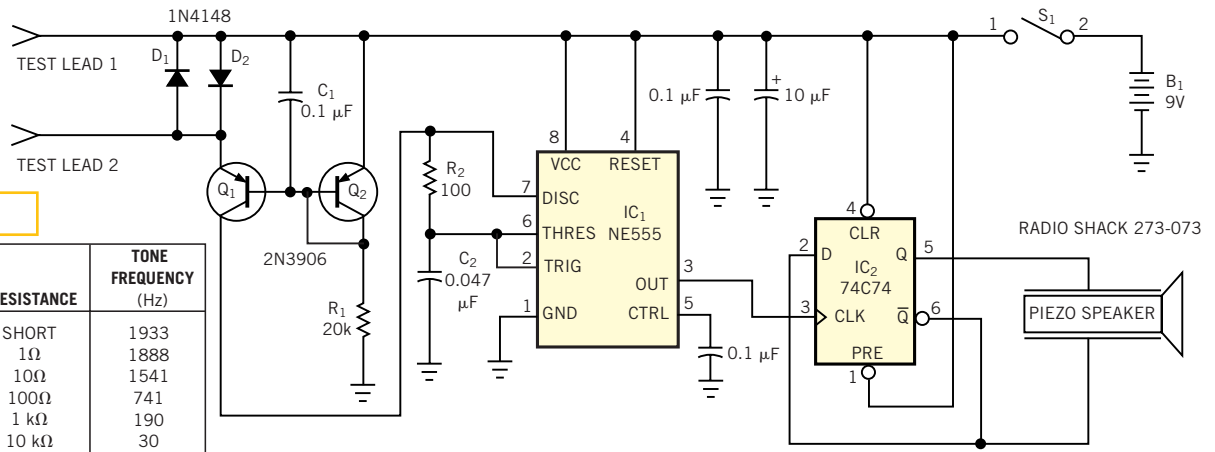 1N4148
TEST LEAD 1
D1
D2
C1
0.1 µF
TEST LEAD 2
Q1
Q2
2N3906
R1
20k
R2
100
C2
0.047
µF
8
4
VCC
RESET
7
DISC
6
THRES
2
TRIG
1
GND
IC1
NE555
OUT
3
CTRL
5
0.1 µF
0.1 µF
+
10 µF
4
CLR
2
D
Q
5
IC2
74C74
3
CLK
Q̅
6
PRE
1
1
S1
2
B1
9V
RADIO SHACK 273-073
PIEZO SPEAKER
ESISTANCE
TONE
FREQUENCY
(Hz)
SHORT 1933
1Ω 1888
10Ω 1541
100Ω 741
1 kΩ 190
10 kΩ 30